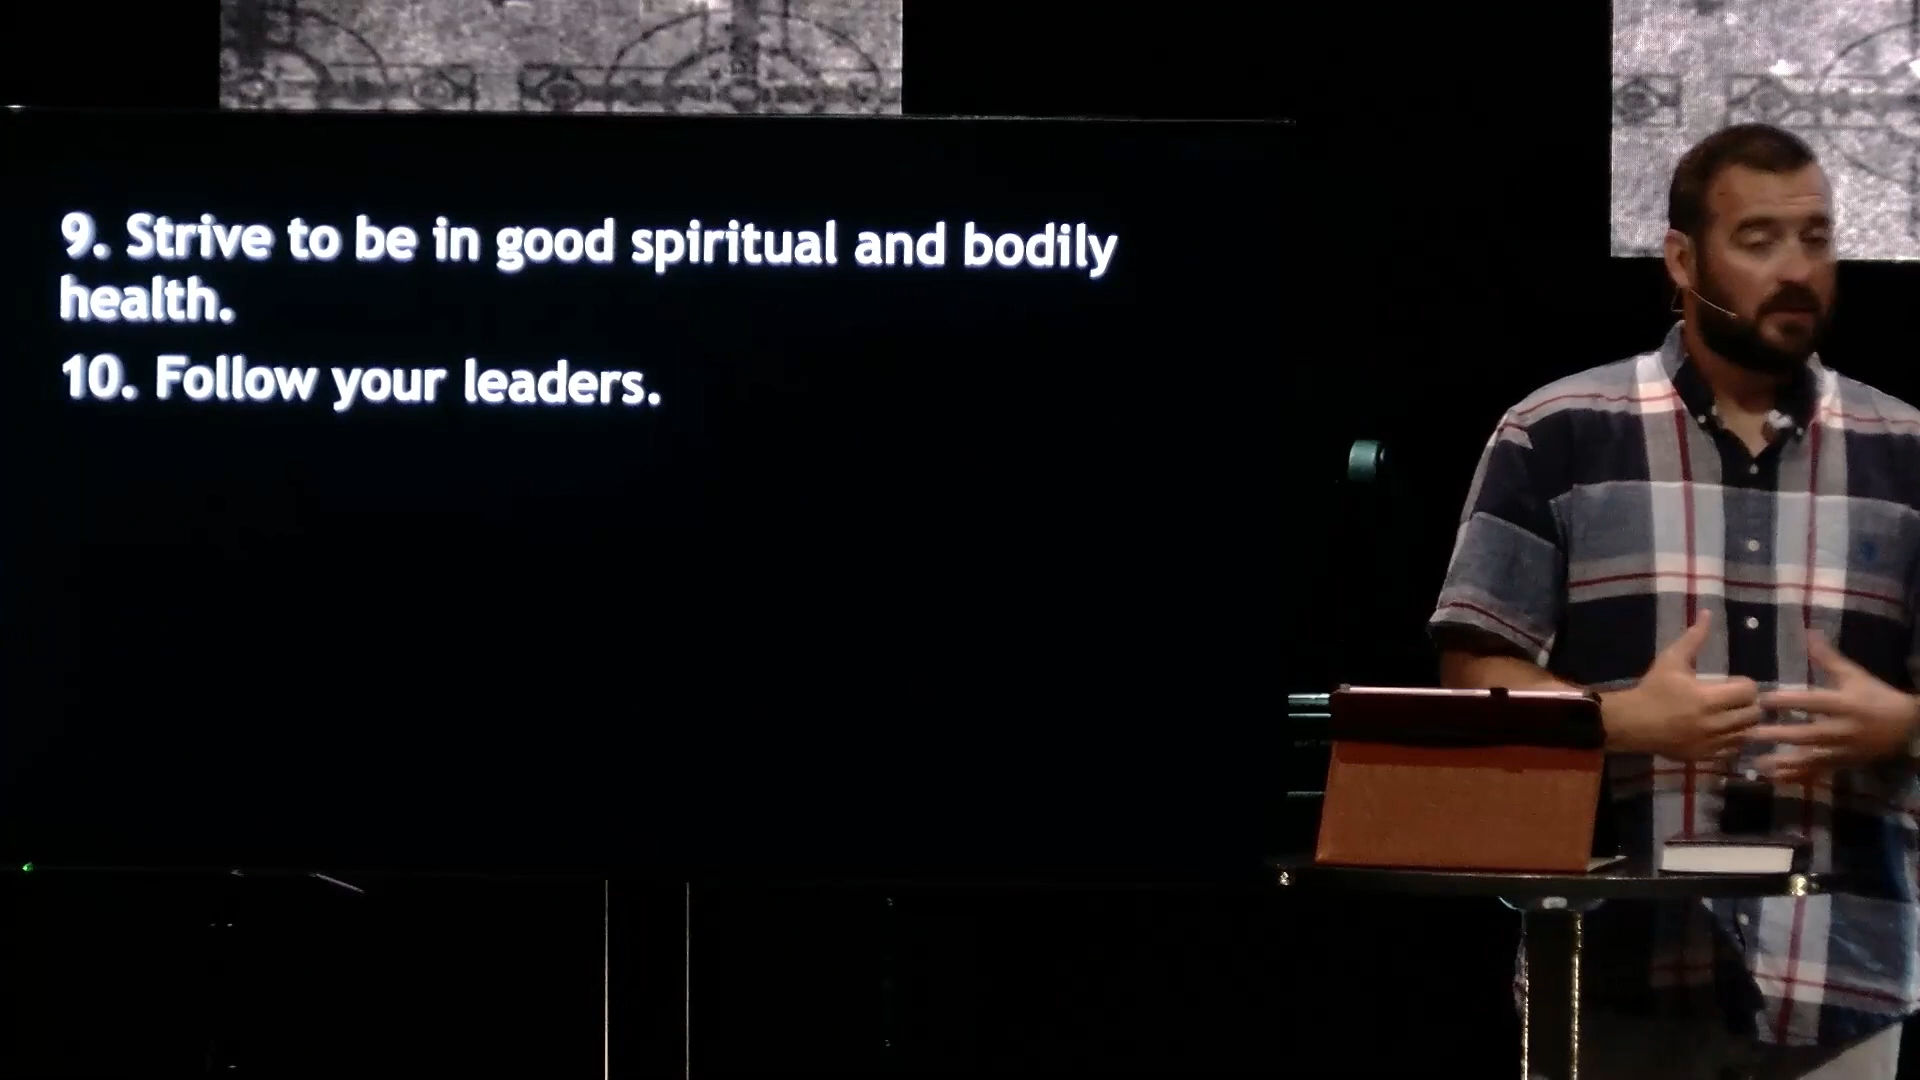 9. Strive to be in good spiritual and bodily
health.
10. Follow your leaders.